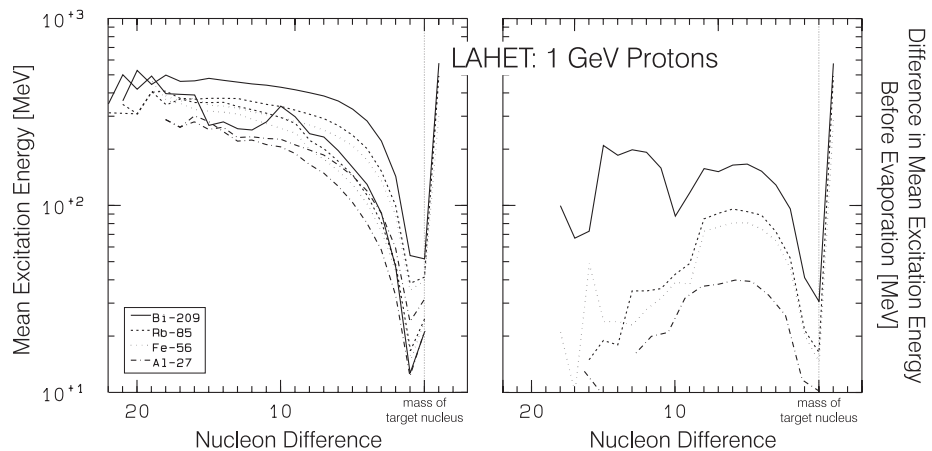 LAHET: 1 GeV Protons
Mean Excitation Energy [MeV]
10+3
10+2
10+1
Bi-209
Rb-85
Fe-56
Al-27
20
10
mass of
target nucleus
Nucleon Difference
20
10
mass of
target nucleus
Nucleon Difference
Difference in Mean Excitation Energy
Before Evaporation [MeV]